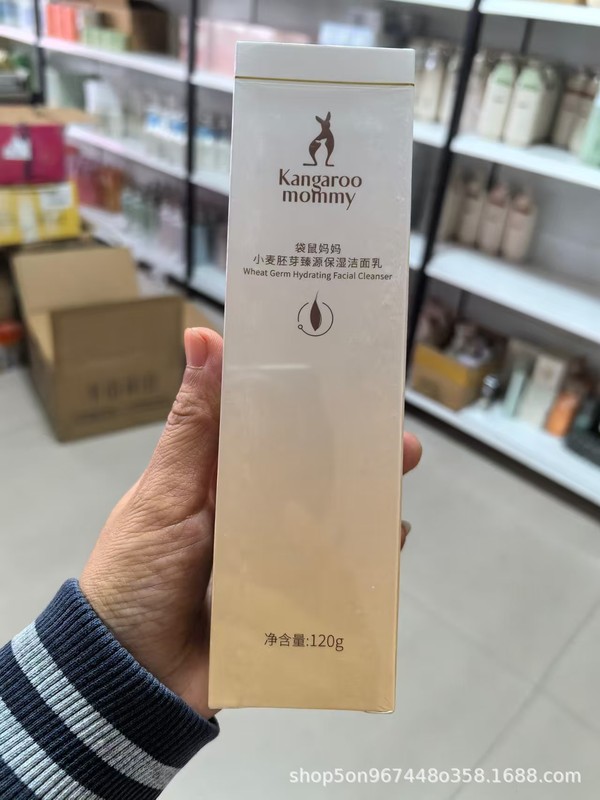 Kangaroo
mommy
袋鼠妈妈
小麦胚芽臻源保湿洁面乳
Wheat Germ Hydrating Facial Cleanser
净含量:120g
shop5on967448o358.1688.com